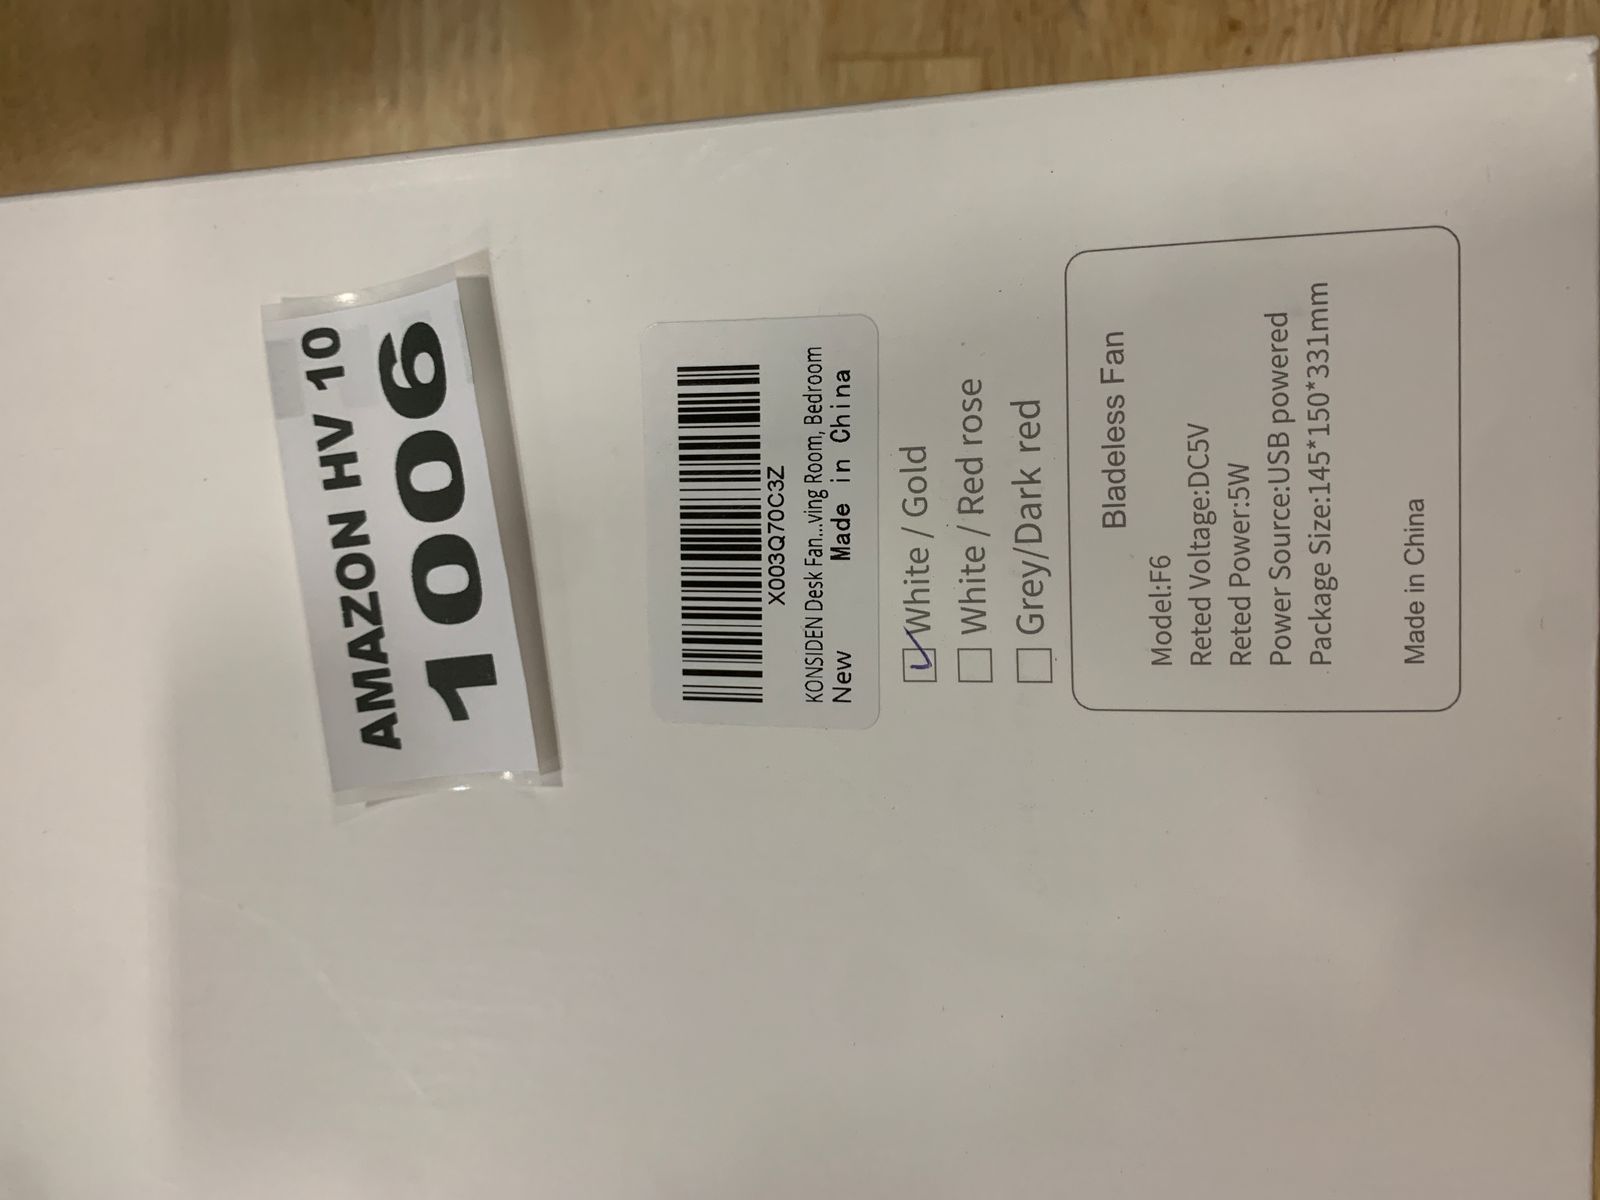 AMAZON HV 10
1006
X003Q70C3Z
KONSIDEN Desk Fan...ving Room, Bedroom
New Made in China
White / Gold
White / Red rose
Grey/Dark red
Bladeless Fan
Model:F6
Reted Voltage:DC5V
Reted Power:5W
Power Source:USB powered
Package Size:145*150*331mm
Made in China